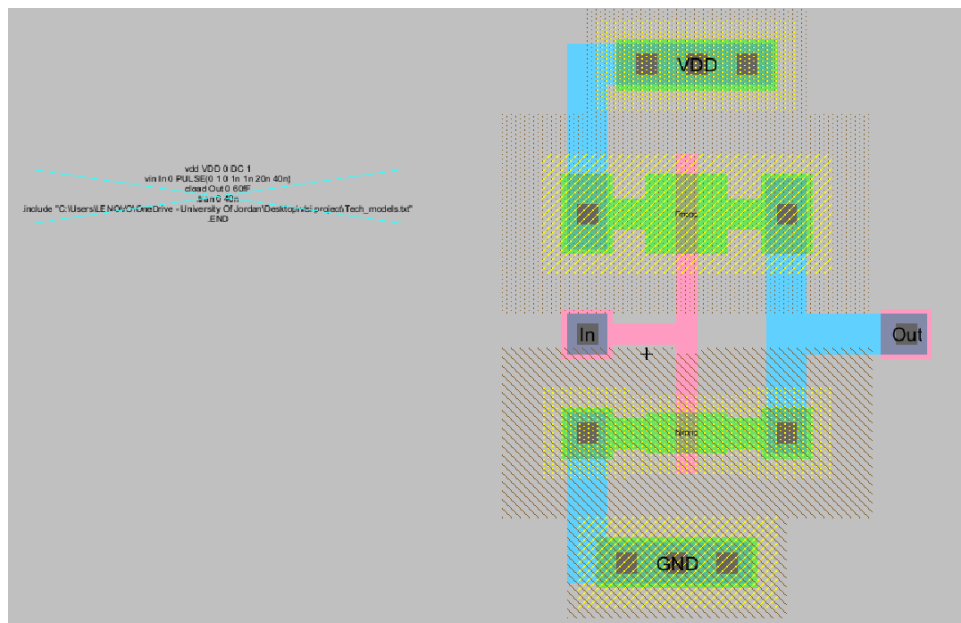 VDD
vdd VDD 0 DC 1
vin In 0 PULSE(0 1 0 1n 1n 20n 40n)
cload Out 0 60fF
.tran 0 40n
.include "C:\Users\LENOVO\OneDrive - University Of Jordan\Desktop\vlsi project\Tech_models.txt"
.END
In
Out
GND